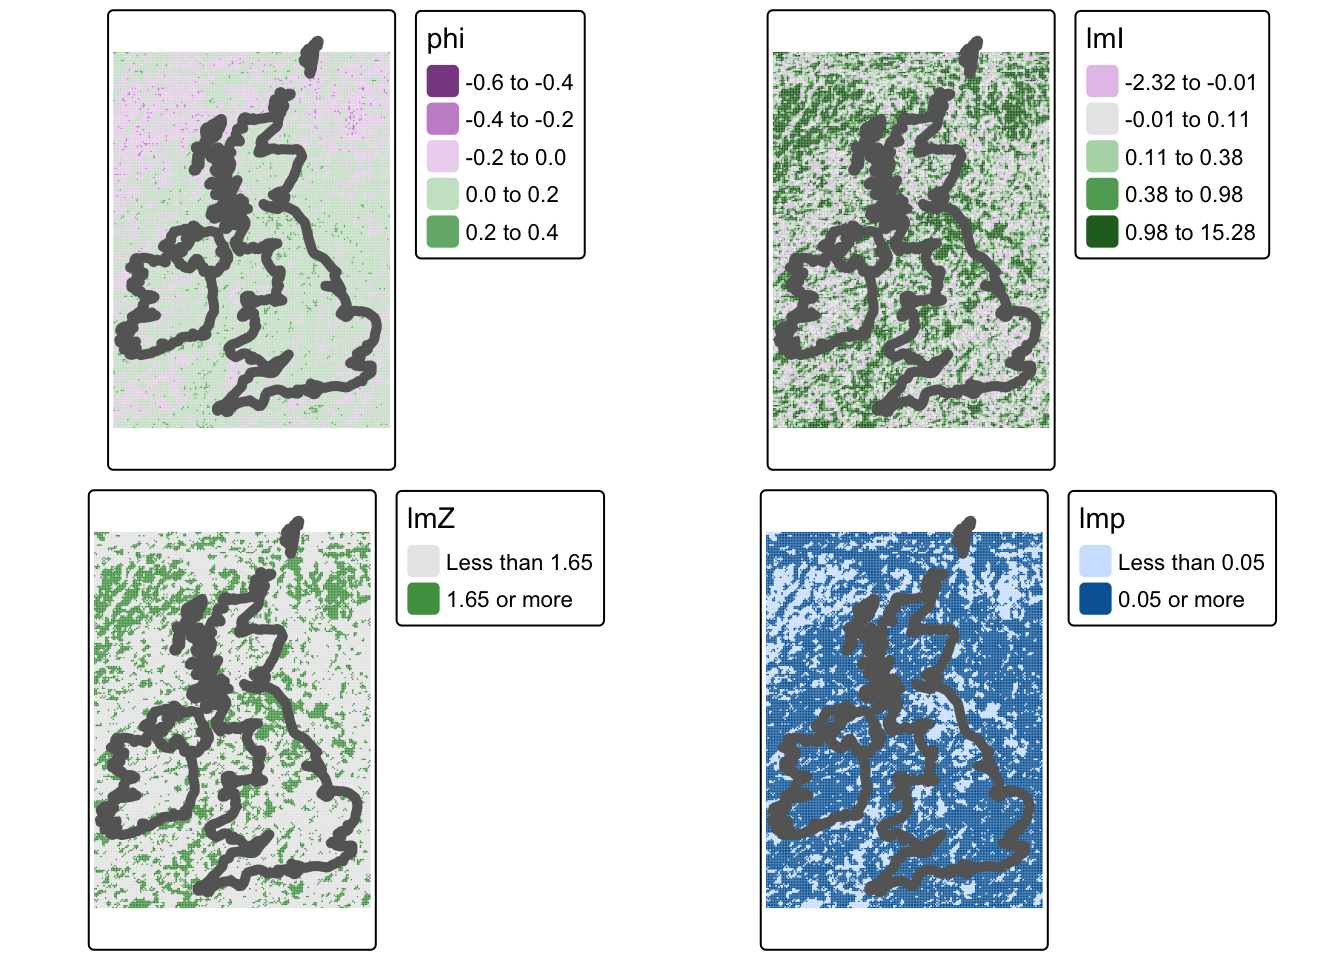 phi
-0.6 to -0.4
-0.4 to -0.2
-0.2 to 0.0
0.0 to 0.2
0.2 to 0.4
lmI
-2.32 to -0.01
-0.01 to 0.11
0.11 to 0.38
0.38 to 0.98
0.98 to 15.28
lmZ
Less than 1.65
1.65 or more
lmp
Less than 0.05
0.05 or more